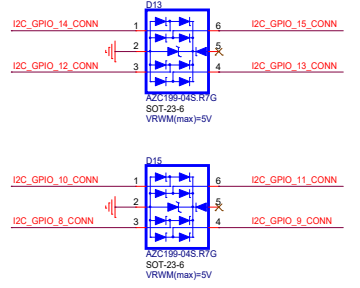 D13
I2C_GPIO_14_CONN 1 6 I2C_GPIO_15_CONN
2 5
I2C_GPIO_12_CONN 3 4 I2C_GPIO_13_CONN
AZC199-04S.R7G
SOT-23-6
VRWM(max)=5V
D15
I2C_GPIO_10_CONN 1 6 I2C_GPIO_11_CONN
2 5
I2C_GPIO_8_CONN 3 4 I2C_GPIO_9_CONN
AZC199-04S.R7G
SOT-23-6
VRWM(max)=5V